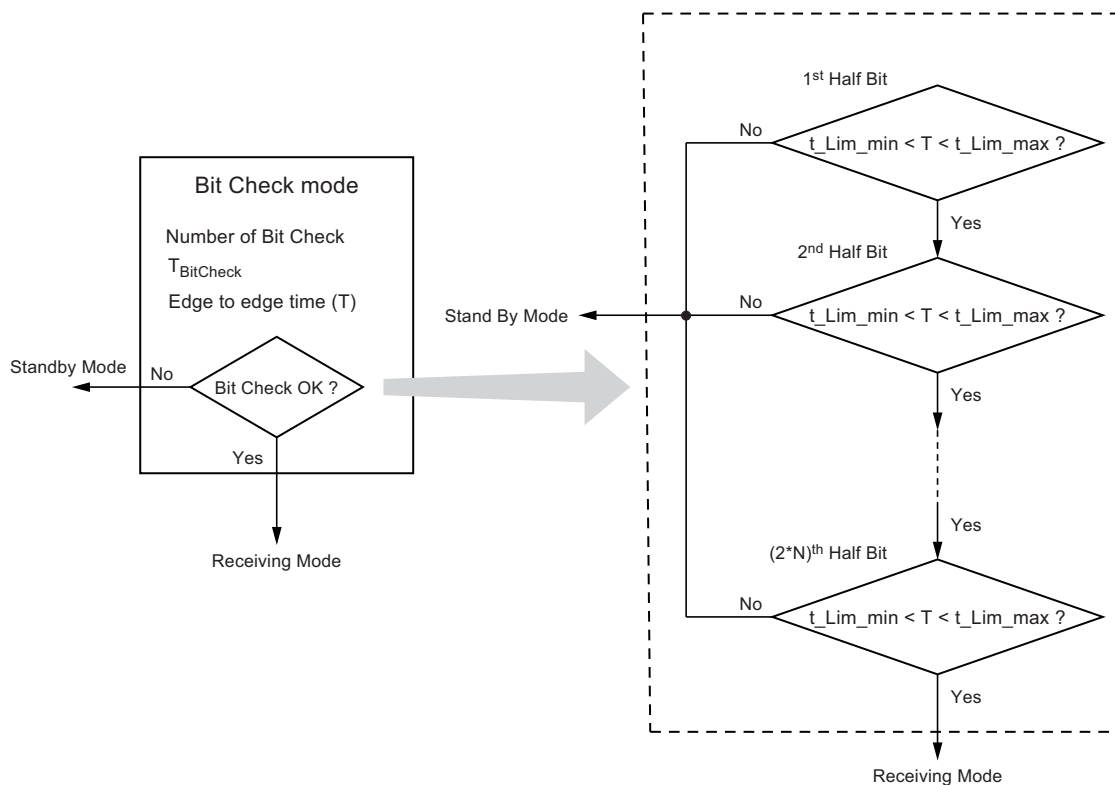 Bit Check mode
Number of Bit Check
T_BitCheck
Edge to edge time (T)
Standby Mode
No
Bit Check OK ?
Yes
Receiving Mode
1st Half Bit
No
t_Lim_min < T < t_Lim_max ?
Yes
2nd Half Bit
Stand By Mode
No
t_Lim_min < T < t_Lim_max ?
Yes
Yes
(2*N)th Half Bit
No
t_Lim_min < T < t_Lim_max ?
Yes
Receiving Mode